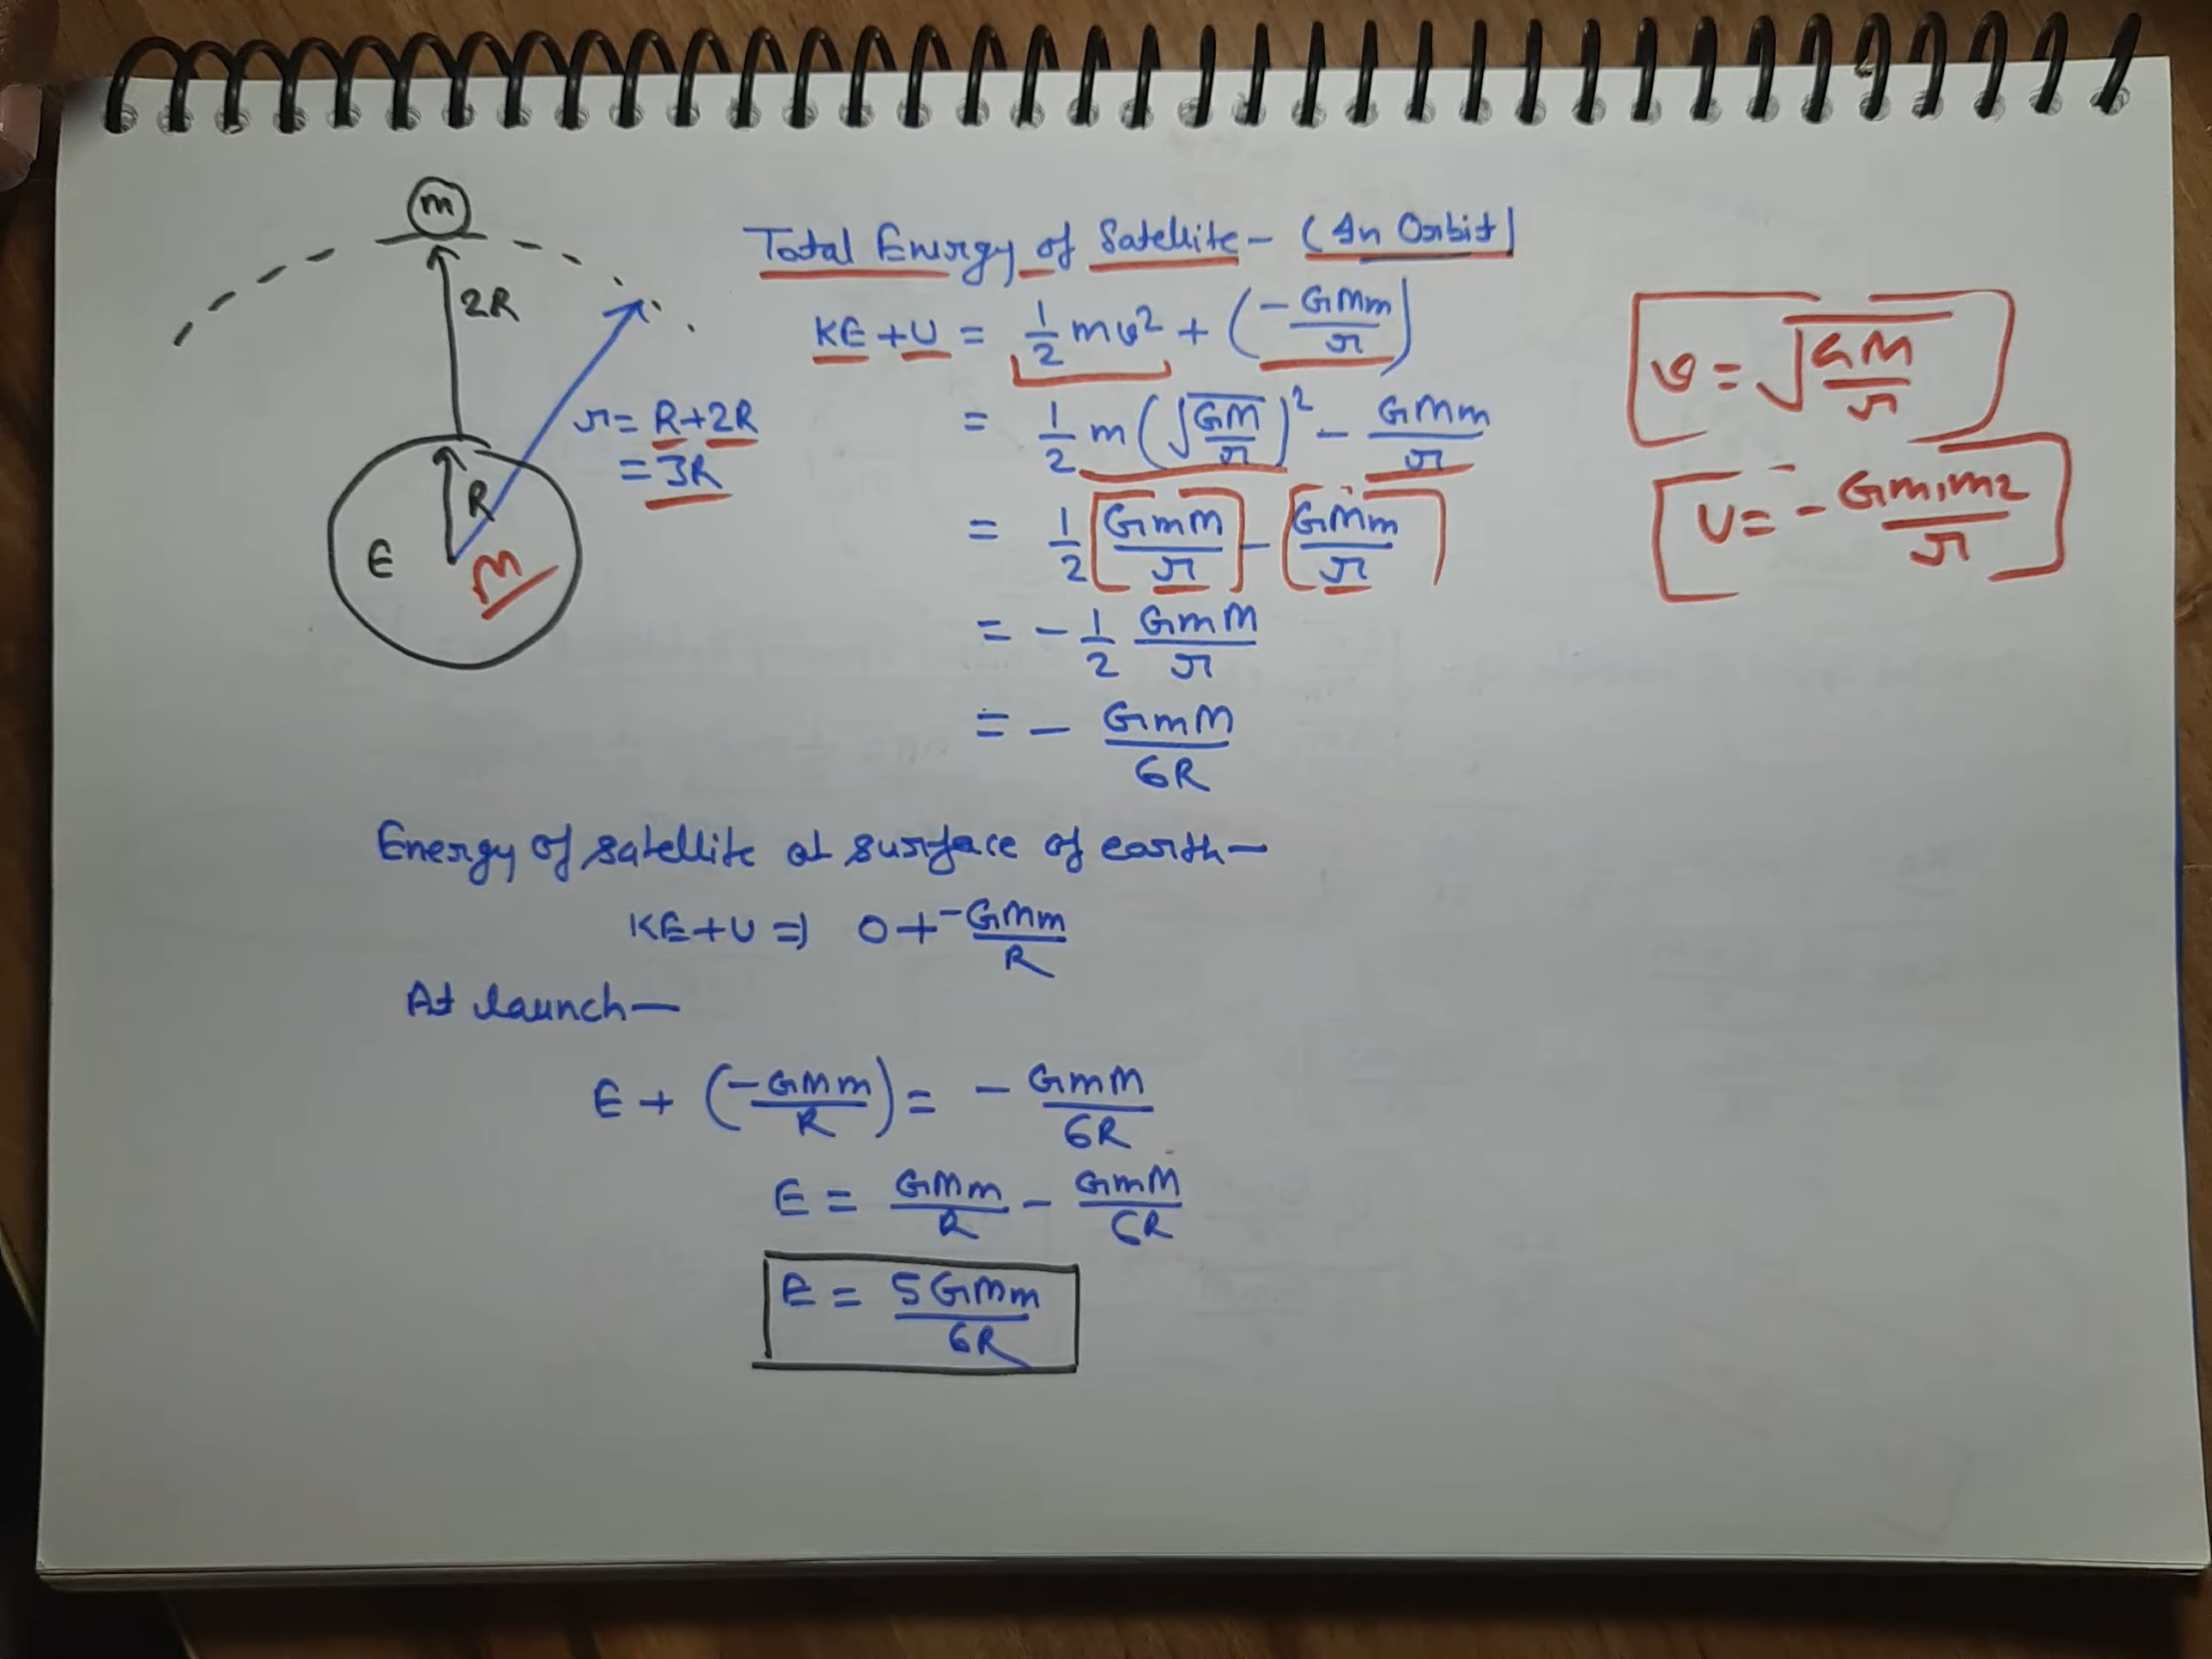 m
2R
r = R+2R
= 3R
R
E
M
Total Energy of Satellite – (In Orbit)
KE + U = 1/2 mv² + (-GMm/r)
= 1/2 m(√(GM/r))² - GMm/r
= 1/2 [GmM/r] - [GMm/r]
= - 1/2 GmM/r
= - GmM/6R
v = √(GM/r)
U = - Gm₁m₂/r
Energy of satellite at surface of earth –
KE + U ⇒ 0 + -GMm/R
At launch –
E + (-GMm/R) = - GmM/6R
E = GMm/R - GmM/6R
E = 5GMm/6R